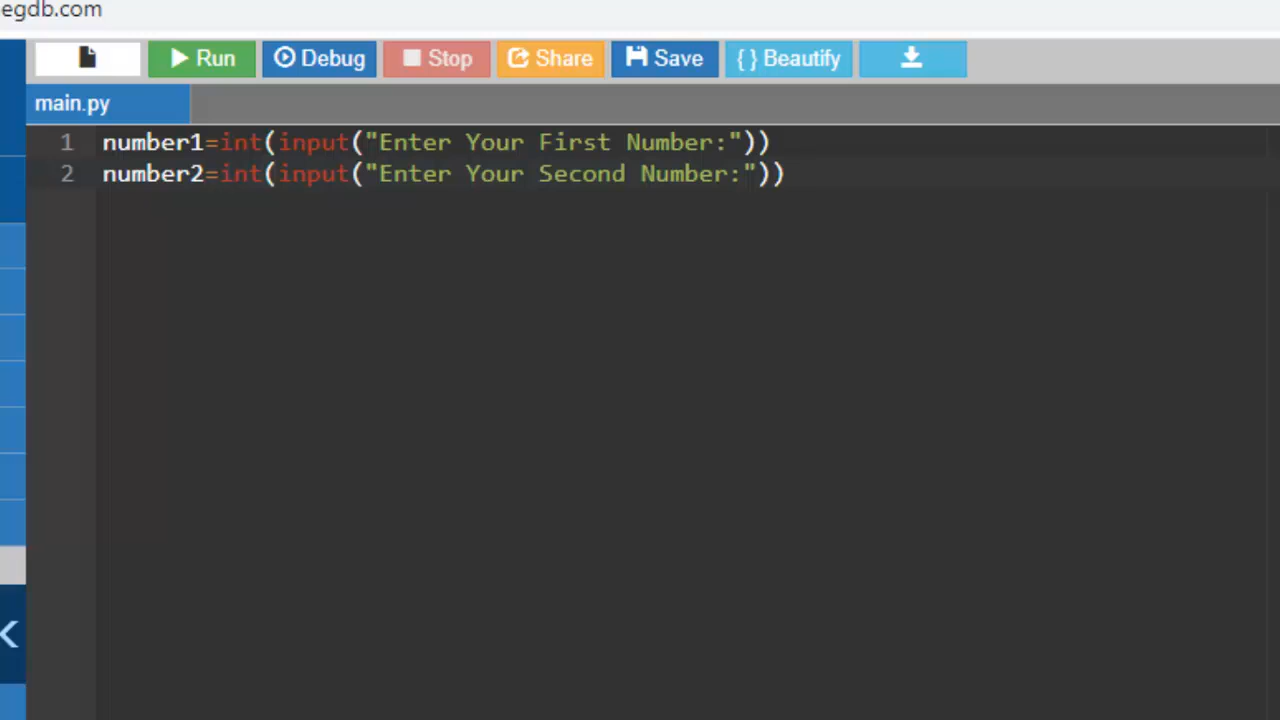 egdb.com
Run Debug Stop Share Save { } Beautify
main.py
1 number1=int(input("Enter Your First Number:"))
2 number2=int(input("Enter Your Second Number:"))